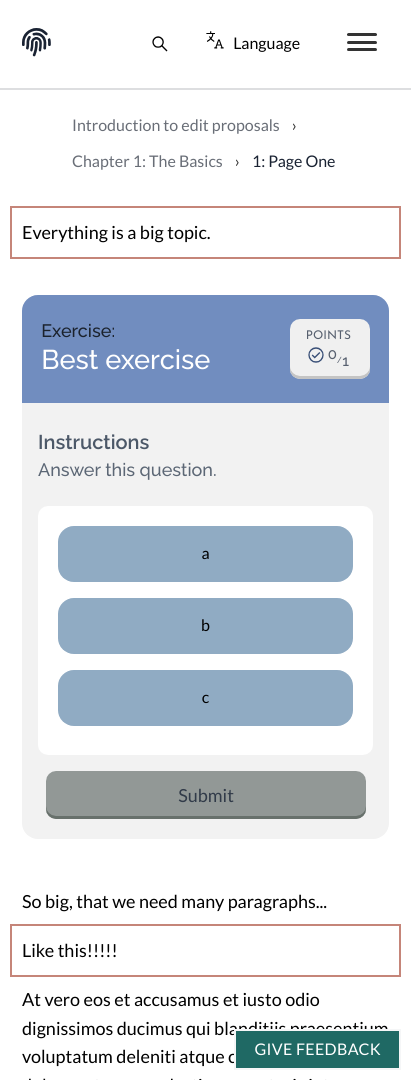 Language
Introduction to edit proposals ›
Chapter 1: The Basics › 1: Page One
Everything is a big topic.
Exercise:
Best exercise
POINTS
0/1
Instructions
Answer this question.
a
b
c
Submit
So big, that we need many paragraphs...
Like this!!!!!
At vero eos et accusamus et iusto odio
dignissimos ducimus qui blanditiis praesentium
voluptatum deleniti atque
GIVE FEEDBACK